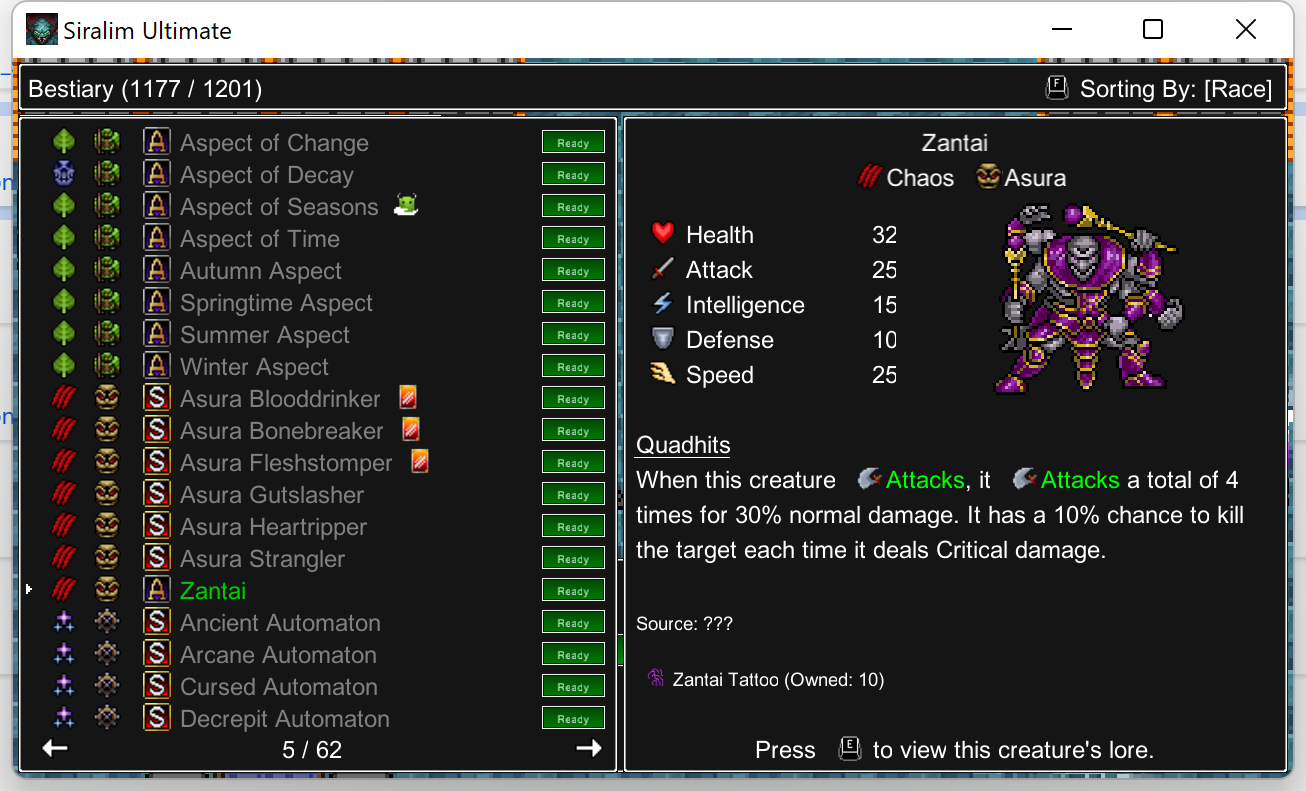 Siralim Ultimate
Bestiary (1177 / 1201)
F Sorting By: [Race]
A Aspect of Change Ready
A Aspect of Decay Ready
A Aspect of Seasons Ready
A Aspect of Time Ready
A Autumn Aspect Ready
A Springtime Aspect Ready
A Summer Aspect Ready
A Winter Aspect Ready
S Asura Blooddrinker Ready
S Asura Bonebreaker Ready
S Asura Fleshstomper Ready
S Asura Gutslasher Ready
S Asura Heartripper Ready
S Asura Strangler Ready
A Zantai Ready
S Ancient Automaton Ready
S Arcane Automaton Ready
S Cursed Automaton Ready
S Decrepit Automaton Ready
5 / 62
Zantai
Chaos Asura
Health 32
Attack 25
Intelligence 15
Defense 10
Speed 25
Quadhits
When this creature Attacks, it Attacks a total of 4
times for 30% normal damage. It has a 10% chance to kill
the target each time it deals Critical damage.
Source: ???
Zantai Tattoo (Owned: 10)
Press E to view this creature's lore.